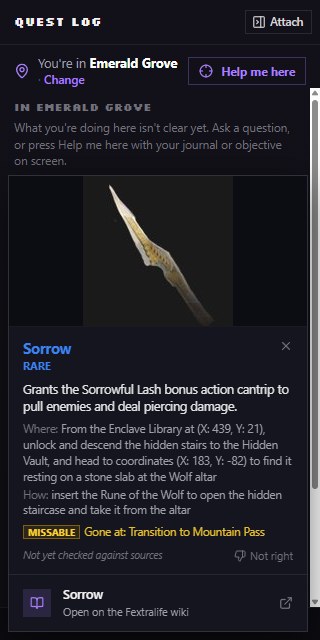 QUEST LOG
Attach
You're in Emerald Grove
· Change
Help me here
IN EMERALD GROVE
What you're doing here isn't clear yet. Ask a question,
or press Help me here with your journal or objective
on screen.
Sorrow
RARE
Grants the Sorrowful Lash bonus action cantrip to
pull enemies and deal piercing damage.
Where: From the Enclave Library at (X: 439, Y: 21),
unlock and descend the hidden stairs to the Hidden
Vault, and head to coordinates (X: 183, Y: -82) to find it
resting on a stone slab at the Wolf altar
How: insert the Rune of the Wolf to open the hidden
staircase and take it from the altar
MISSABLE Gone at: Transition to Mountain Pass
Not yet checked against sources
Not right
Sorrow
Open on the Fextralife wiki